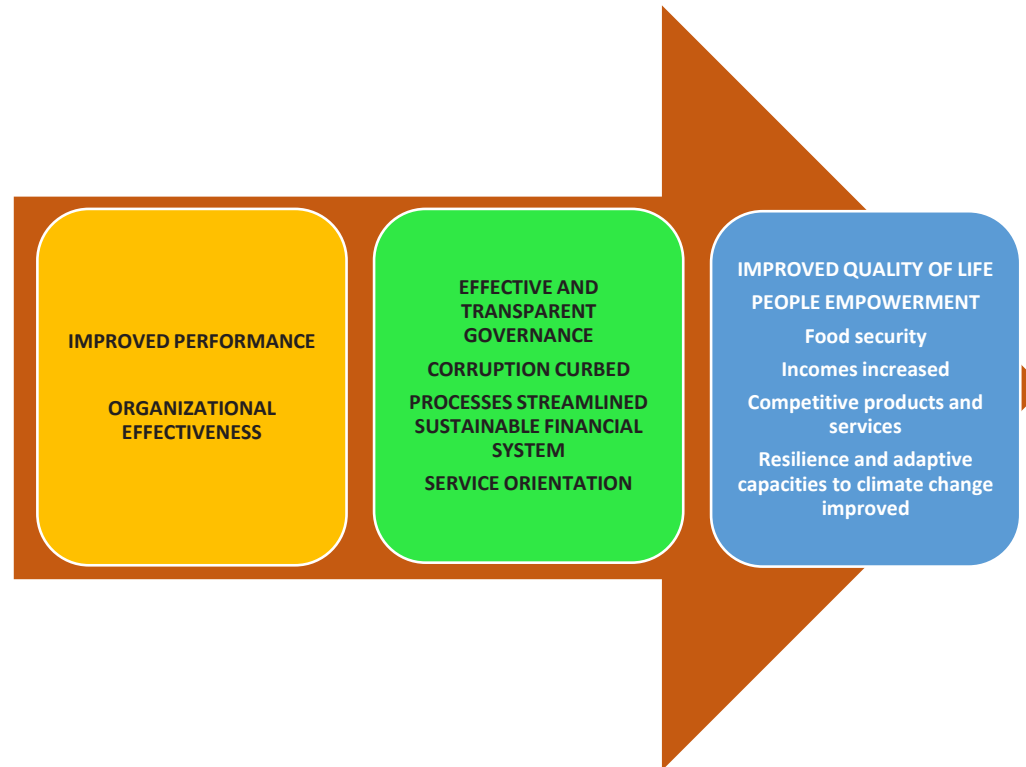 IMPROVED PERFORMANCE
ORGANIZATIONAL
EFFECTIVENESS
EFFECTIVE AND
TRANSPARENT
GOVERNANCE
CORRUPTION CURBED
PROCESSES STREAMLINED
SUSTAINABLE FINANCIAL
SYSTEM
SERVICE ORIENTATION
IMPROVED QUALITY OF LIFE
PEOPLE EMPOWERMENT
Food security
Incomes increased
Competitive products and
services
Resilience and adaptive
capacities to climate change
improved